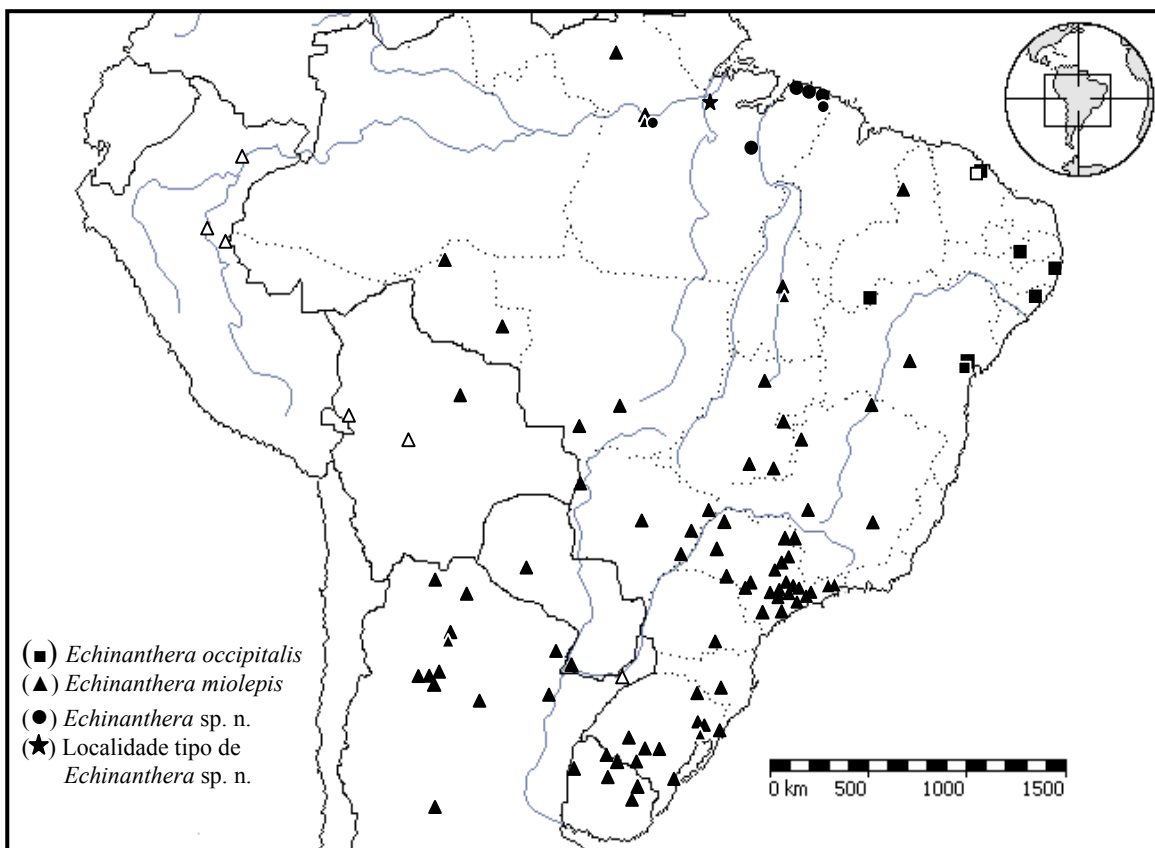 (■) Echinanthera occipitalis
(▲) Echinanthera miolepis
(●) Echinanthera sp. n.
(★) Localidade tipo de
Echinanthera sp. n.
0 km 500 1000 1500